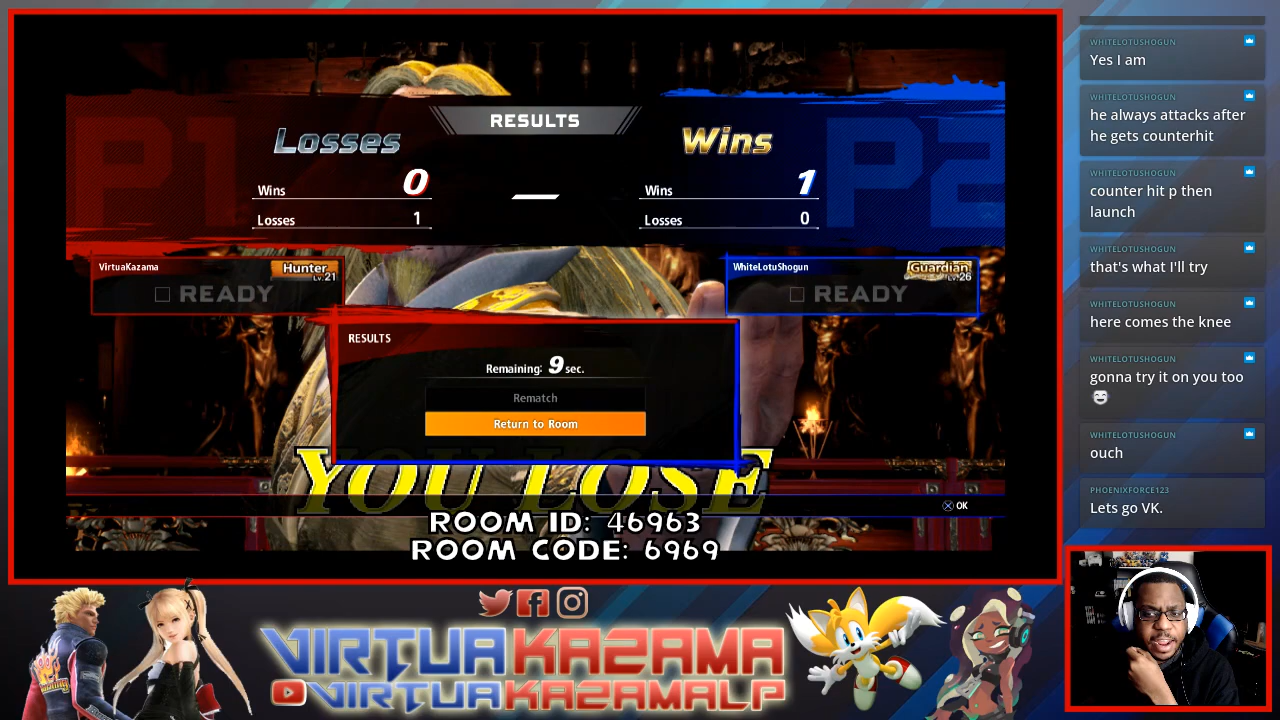 RESULTS
P1
P2
Losses
Wins
Wins 0
Losses 1
Wins 1
Losses 0
VirtuaKazama
Hunter
Lv.21
READY
WhiteLotuShogun
Guardian
Lv.26
READY
RESULTS
Remaining: 9 sec.
Rematch
Return to Room
YOU LOSE
OK
ROOM ID: 46963
ROOM CODE: 6969
VIRTUAKAZAMA
VIRTUAKAZAMALP
WHITELOTUSHOGUN
Yes I am
WHITELOTUSHOGUN
he always attacks after
he gets counterhit
WHITELOTUSHOGUN
counter hit p then
launch
WHITELOTUSHOGUN
that's what I'll try
WHITELOTUSHOGUN
here comes the knee
WHITELOTUSHOGUN
gonna try it on you too
WHITELOTUSHOGUN
ouch
PHOENIXFORCE123
Lets go VK.